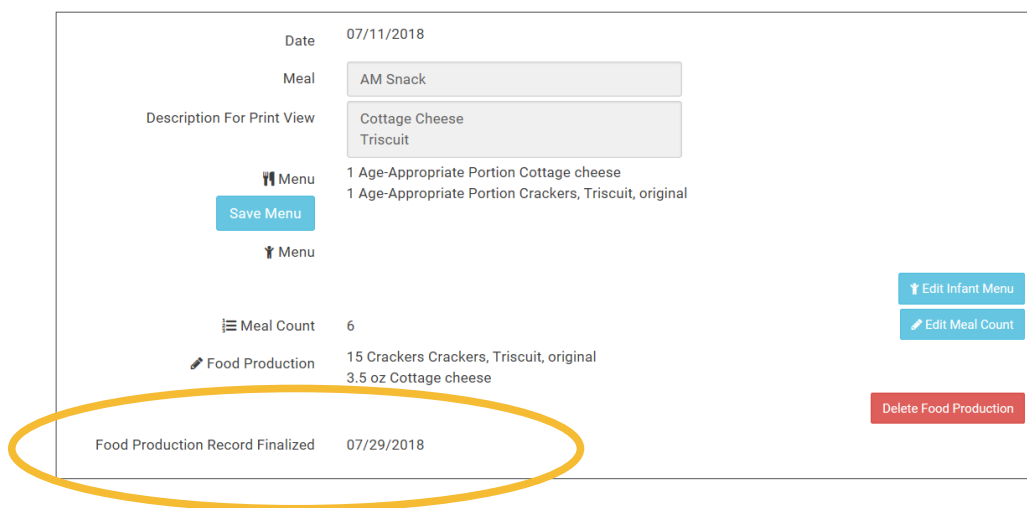 Date 07/11/2018
Meal AM Snack
Description For Print View Cottage Cheese
Triscuit
Menu 1 Age-Appropriate Portion Cottage cheese
1 Age-Appropriate Portion Crackers, Triscuit, original
Save Menu
Menu
Edit Infant Menu
Meal Count 6 Edit Meal Count
Food Production 15 Crackers Crackers, Triscuit, original
3.5 oz Cottage cheese
Delete Food Production
Food Production Record Finalized 07/29/2018